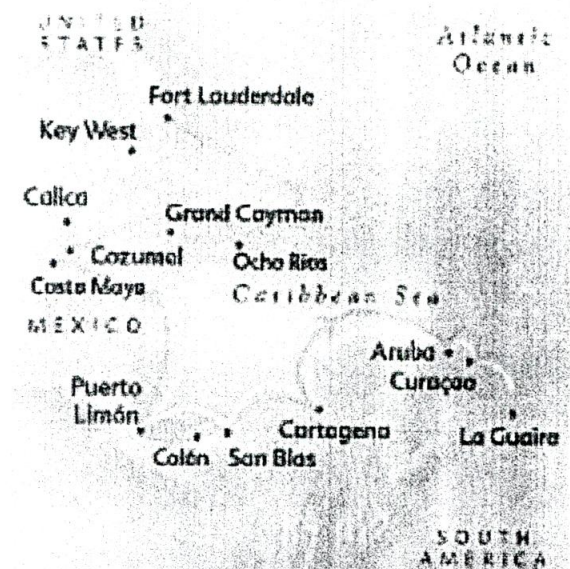 UNITED
STATES
Atlantic
Ocean
Fort Lauderdale
Key West
Calica
Grand Cayman
Cozumel
Ocho Rios
Costa Maya
Caribbean Sea
MEXICO
Aruba
Curaçao
Puerto
Limón
Cartagena
La Guaira
Colón
San Blas
SOUTH
AMERICA